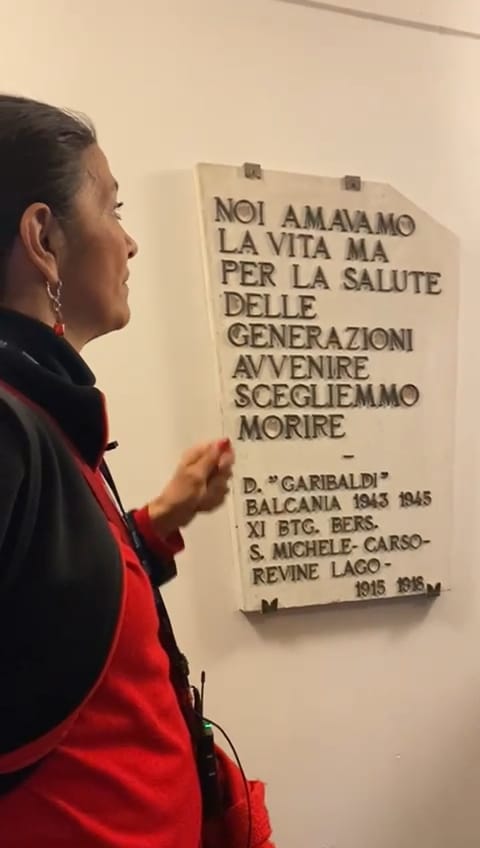 NOI AMAVAMO
LA VITA MA
PER LA SALUTE
DELLE
GENERAZIONI
AVVENIRE
SCEGLIEMMO
MORIRE
–
D. "GARIBALDI"
BALCANIA 1943 1945
XI BTG. BERS.
S. MICHELE- CARSO-
REVINE LAGO -
1915 1918